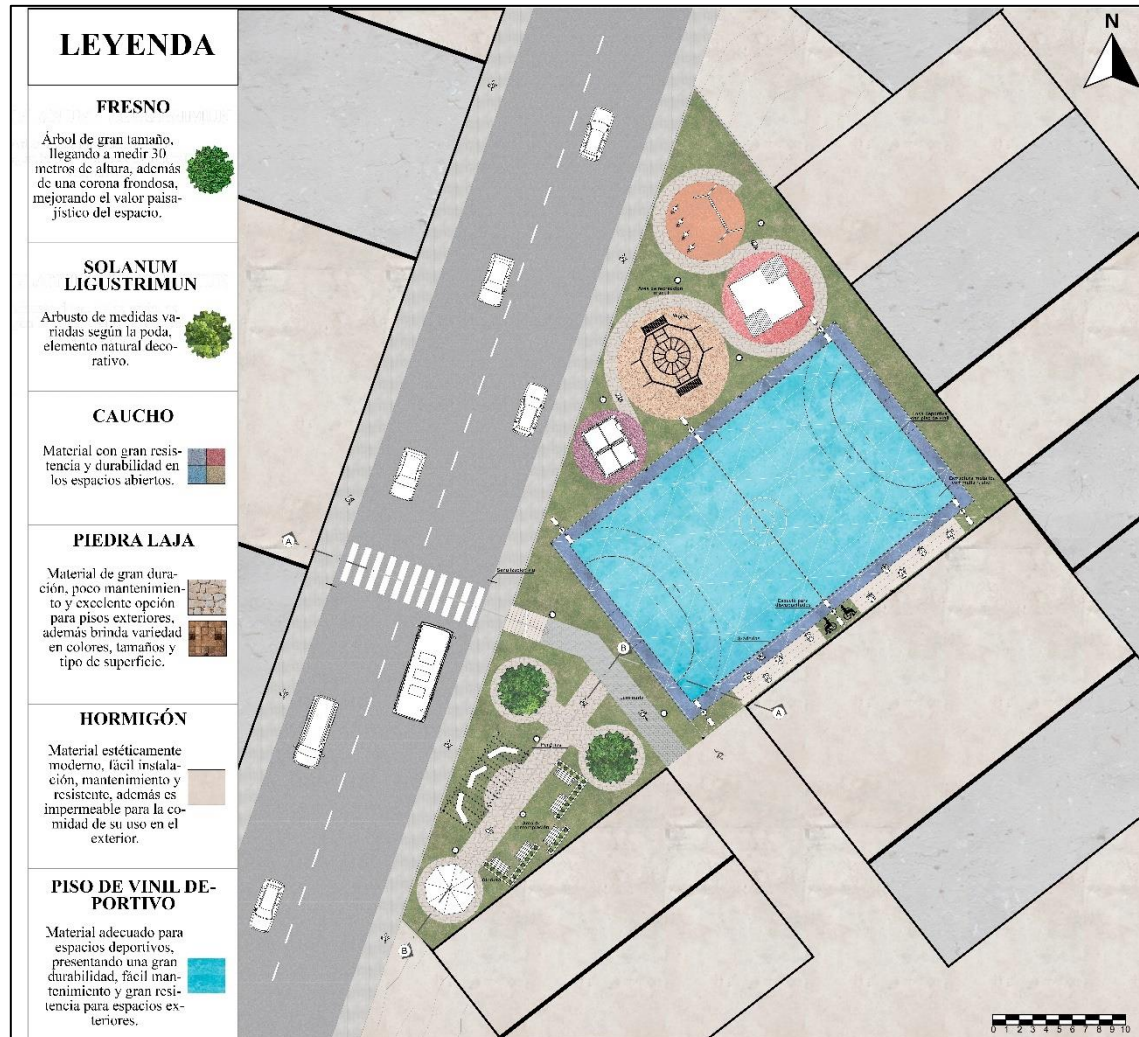 LEYENDA
FRESNO
Árbol de gran tamaño,
llegando a medir 30
metros de altura, además
de una corona frondosa,
mejorando el valor paisa-
jístico del espacio.
SOLANUM
LIGUSTRIMUN
Arbusto de medidas va-
riadas según la poda,
elemento natural deco-
rativo.
CAUCHO
Material con gran resis-
tencia y durabilidad en
los espacios abiertos.
PIEDRA LAJA
Material de gran dura-
ción, poco mantenimien-
to y excelente opción
para pisos exteriores,
además brinda variedad
en colores, tamaños y
tipo de superficie.
HORMIGÓN
Material estéticamente
moderno, fácil instala-
ción, mantenimiento y
resistente, además es
impermeable para la co-
midad de su uso en el
exterior.
PISO DE VINIL DE-
PORTIVO
Material adecuado para
espacios deportivos,
presentando una gran
durabilidad, fácil man-
tenimiento y gran resi-
tencia para espacios ex-
teriores.
N
A
B
A
B
0 1 2 3 4 5 6 7 8 9 10